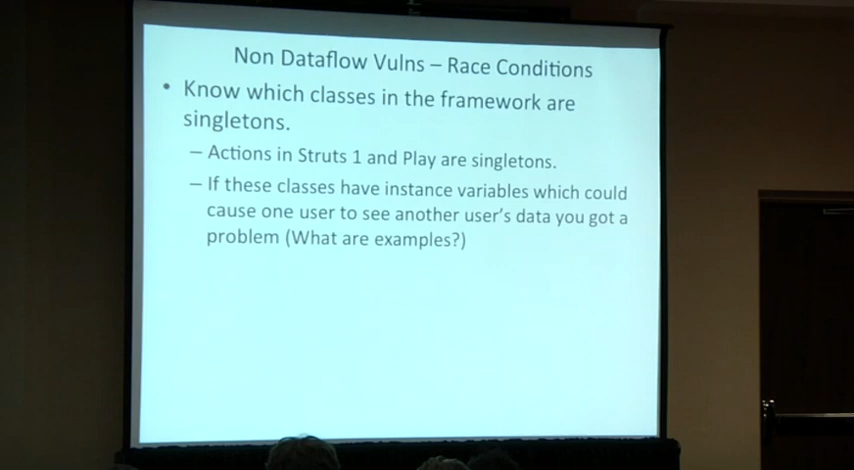 Non Dataflow Vulns – Race Conditions
• Know which classes in the framework are
singletons.
– Actions in Struts 1 and Play are singletons.
– If these classes have instance variables which could
cause one user to see another user's data you got a
problem (What are examples?)